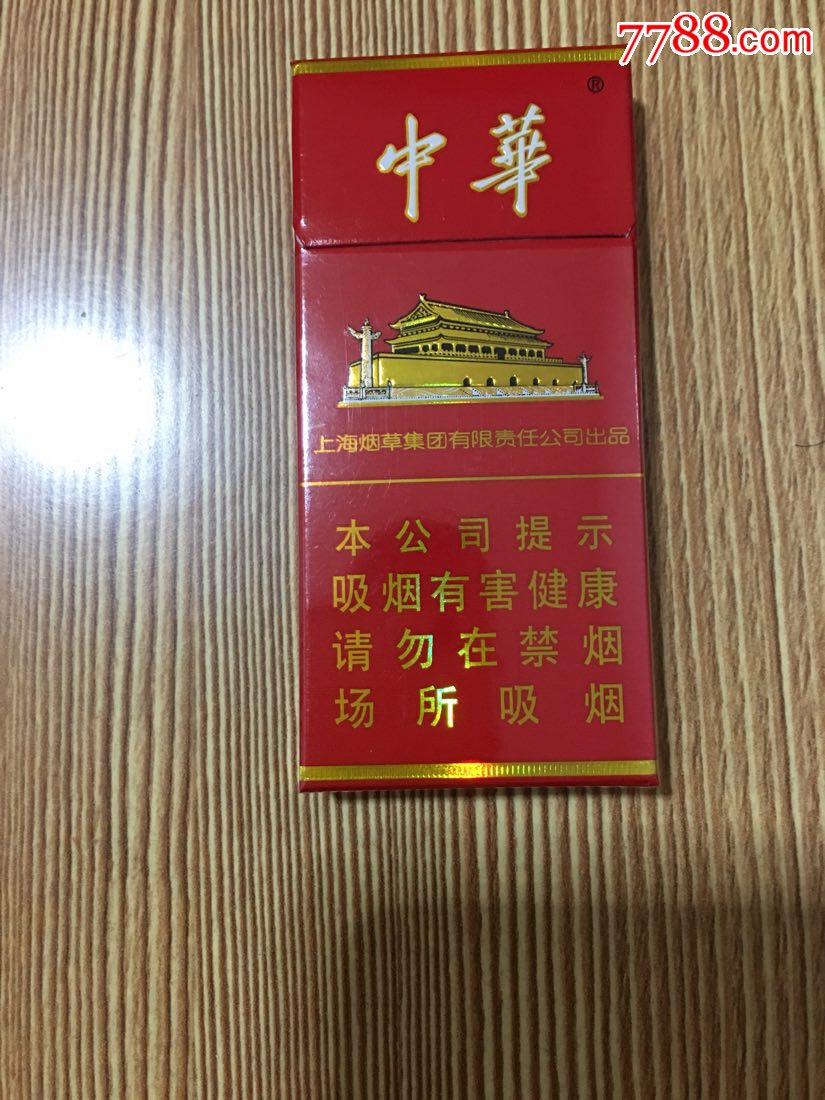 7788.com
中華
®
上海烟草集团有限责任公司出品
本公司提示
吸烟有害健康
请勿在禁烟
场所吸烟